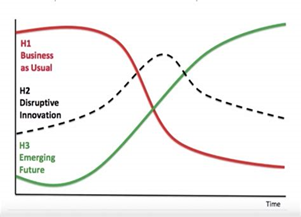 H1
Business
as Usual
H2
Disruptive
Innovation
H3
Emerging
Future
Time